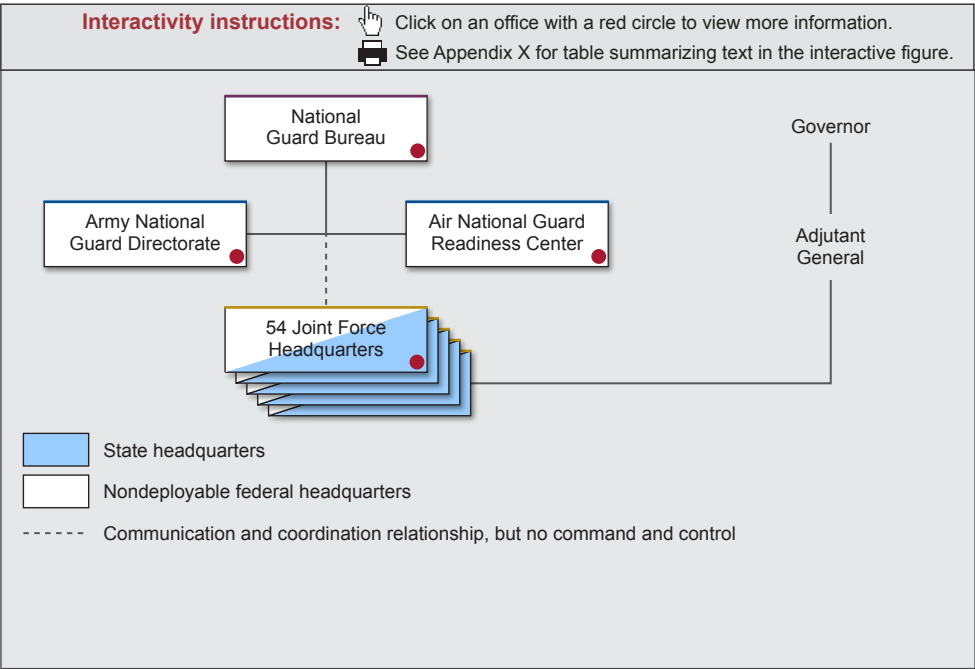 Interactivity instructions:
Click on an office with a red circle to view more information.
See Appendix X for table summarizing text in the interactive figure.
National
Guard Bureau
Governor
Army National
Guard Directorate
Air National Guard
Readiness Center
Adjutant
General
54 Joint Force
Headquarters
State headquarters
Nondeployable federal headquarters
Communication and coordination relationship, but no command and control